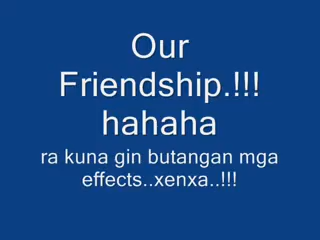 Our
Friendship.!!!
hahaha
ra kuna gin butangan mga
effects..xenxa..!!!